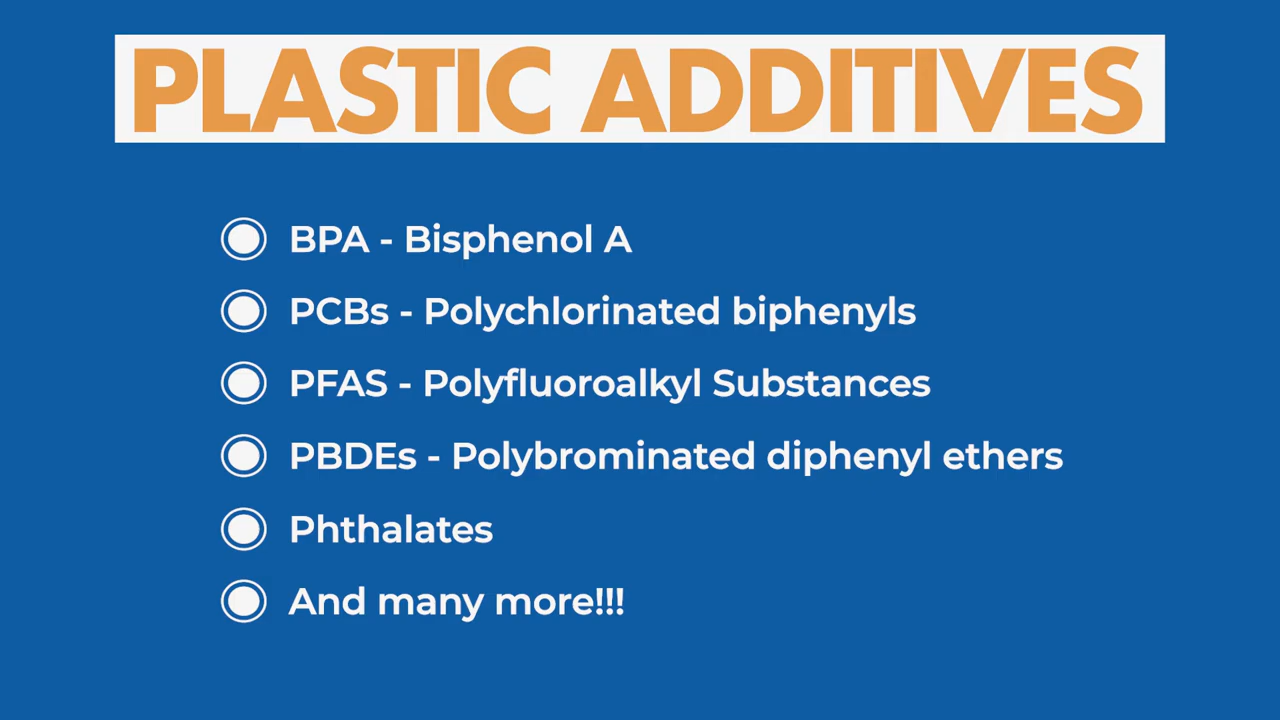 PLASTIC ADDITIVES
BPA - Bisphenol A
PCBs - Polychlorinated biphenyls
PFAS - Polyfluoroalkyl Substances
PBDEs - Polybrominated diphenyl ethers
Phthalates
And many more!!!